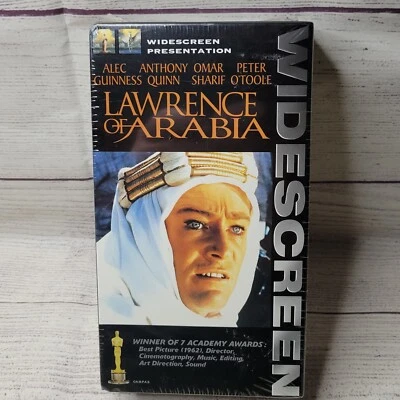 WIDESCREEN
PRESENTATION
ALEC ANTHONY OMAR PETER
GUINNESS QUINN SHARIF O'TOOLE
LAWRENCE
OF ARABIA
WIDESCREEN
WINNER OF 7 ACADEMY AWARDS:
Best Picture (1962), Director,
Cinematography, Music, Editing,
Art Direction, Sound